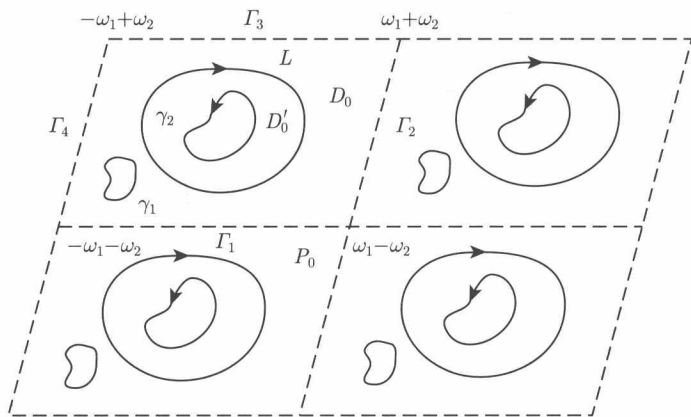 −ω₁+ω₂ Γ₃ ω₁+ω₂
L
D₀
γ₂ D₀′
Γ₄ Γ₂
γ₁
−ω₁−ω₂ Γ₁ P₀ ω₁−ω₂